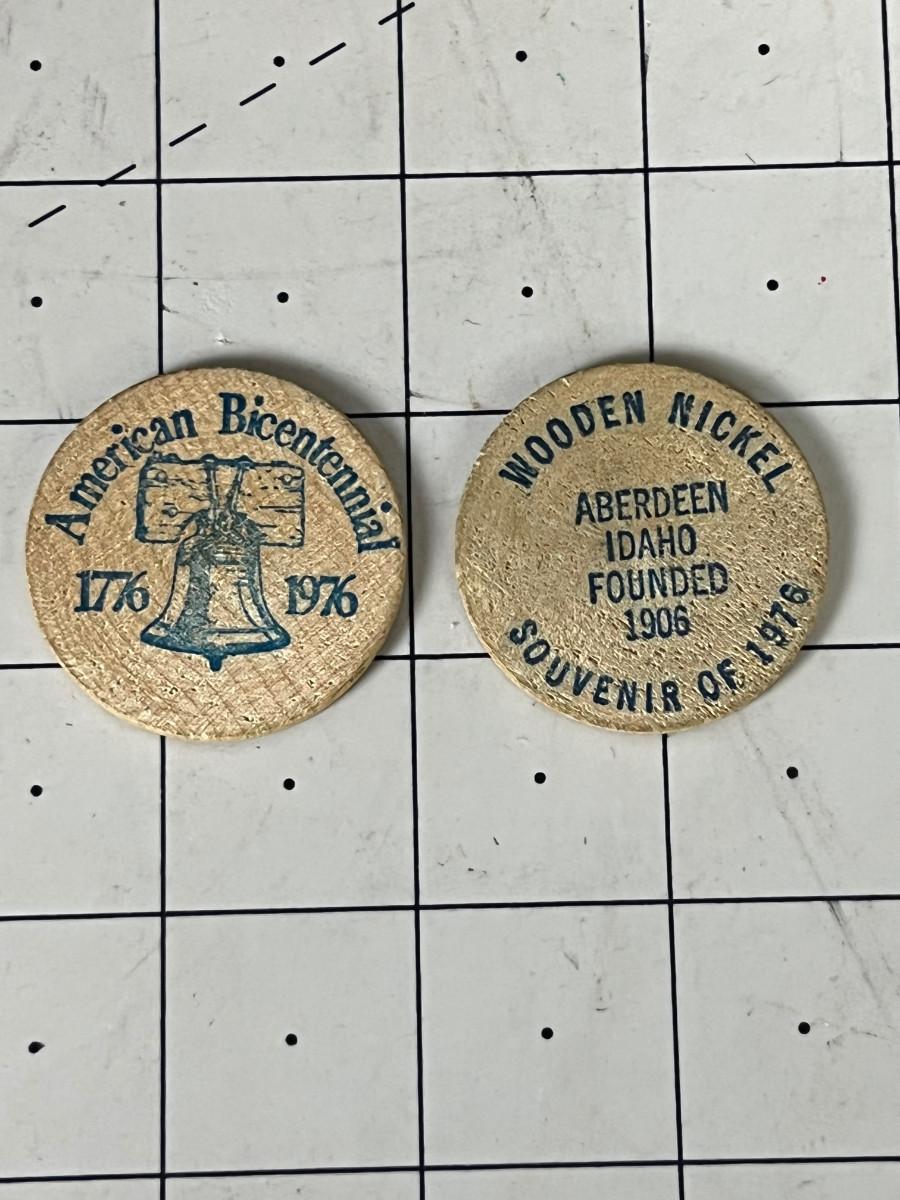 American Bicentennial
1776 1976
WOODEN NICKEL
ABERDEEN
IDAHO
FOUNDED
1906
SOUVENIR OF 1976